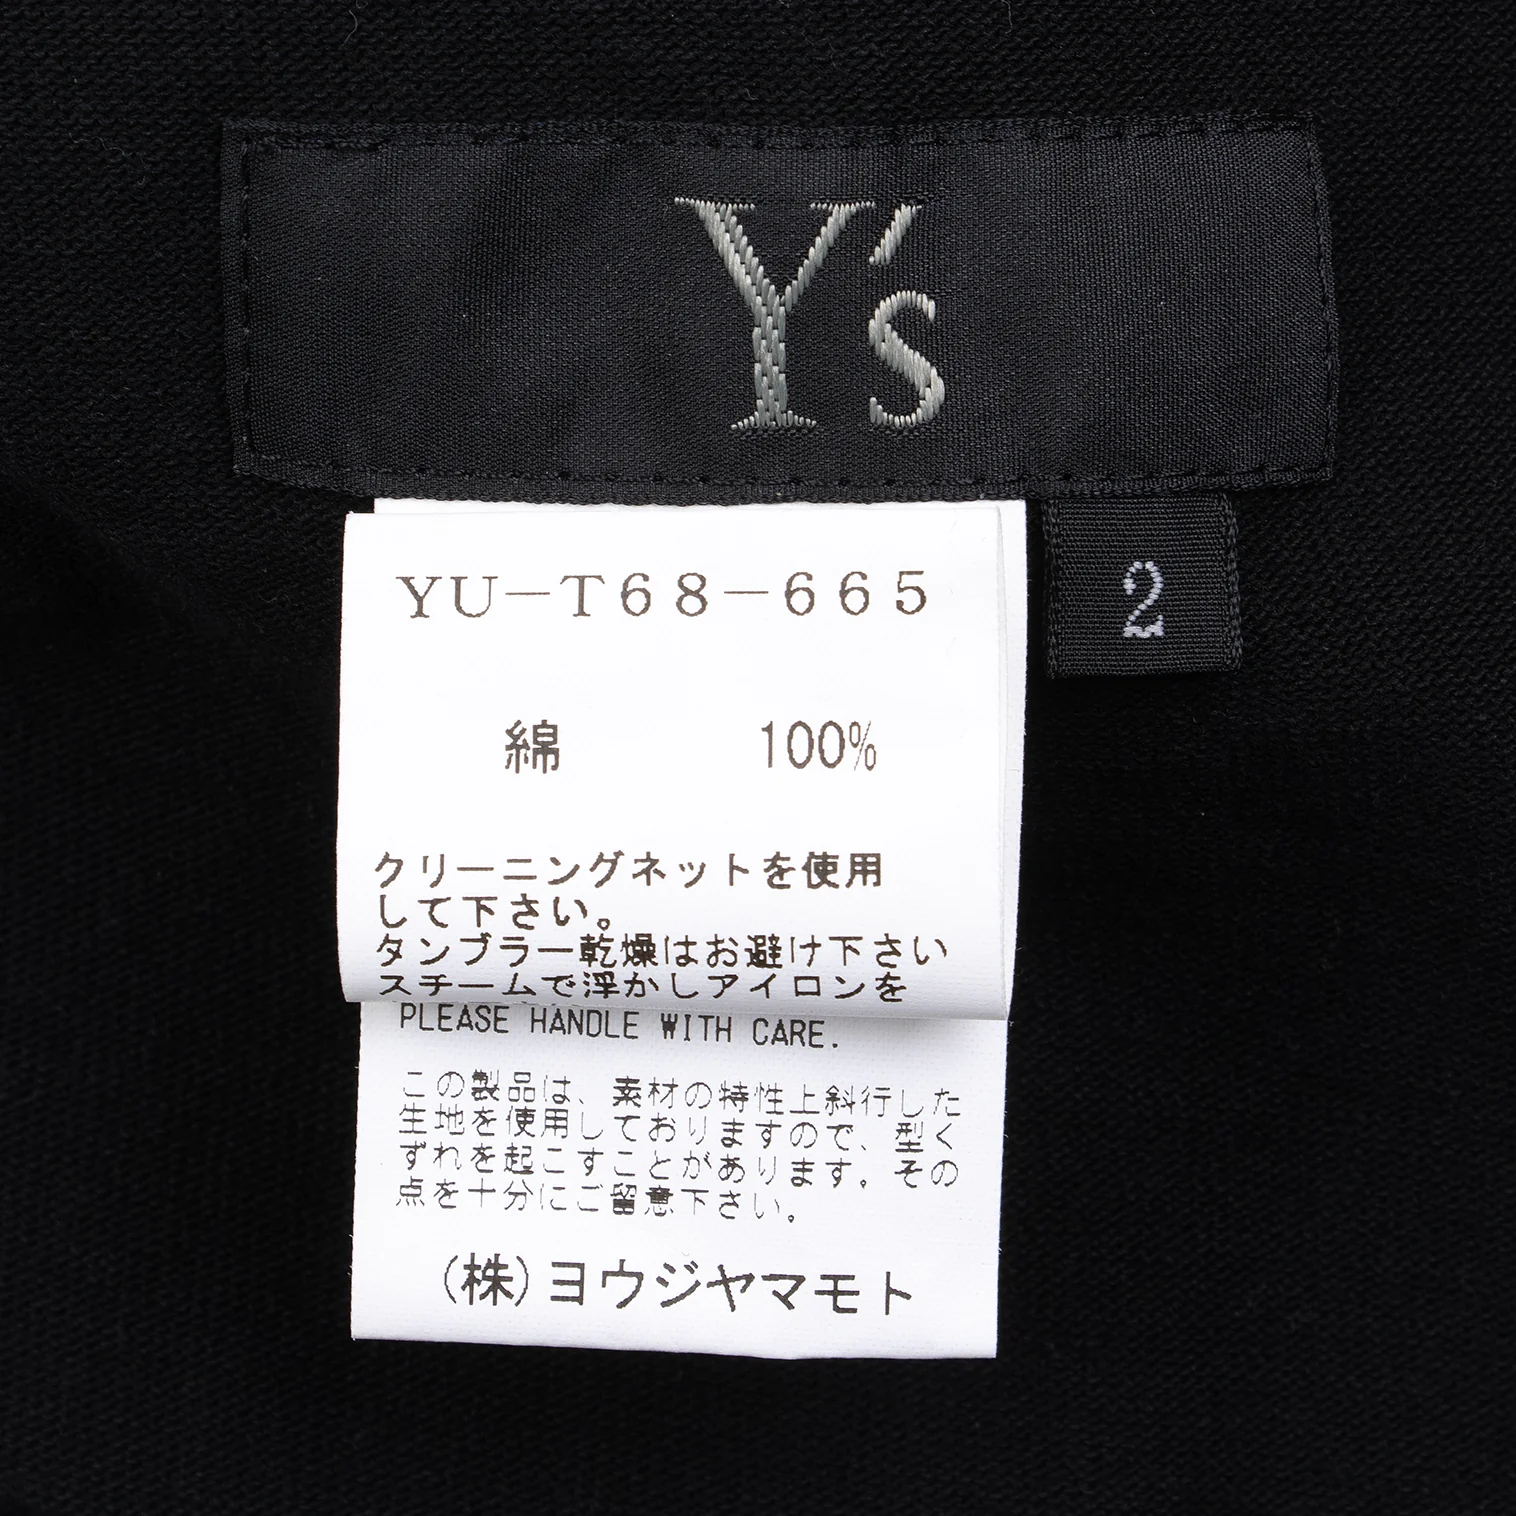 Y's
2
YU-T68-665
綿 100%
クリーニングネットを使用
して下さい。
タンブラー乾燥はお避け下さい
スチームで浮かしアイロンを
PLEASE HANDLE WITH CARE.
この製品は、素材の特性上斜行した
生地を使用しておりますので、型く
ずれを起こすことがあります。その
点を十分にご留意下さい。
(株)ヨウジヤマモト